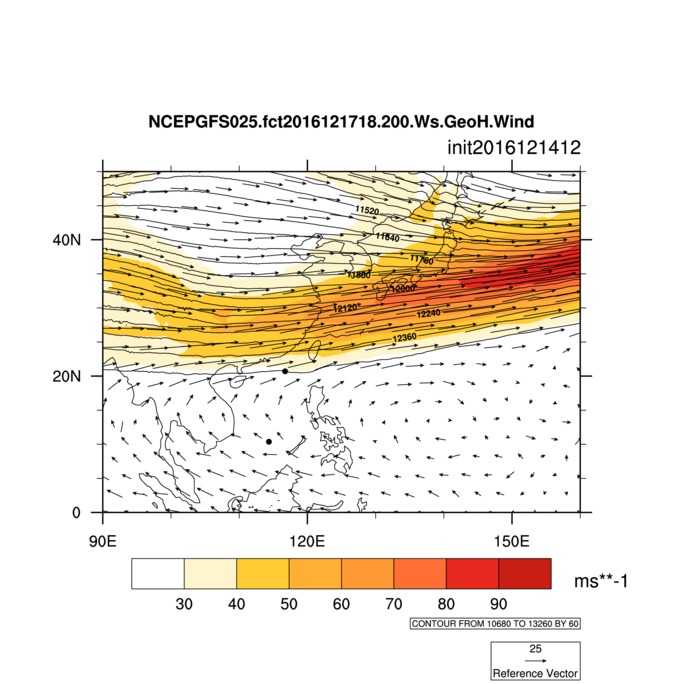 NCEPGFS025.fct2016121718.200.Ws.GeoH.Wind
init2016121412
11520
11640
40N
11760
11880
12000
12120
12240
12360
20N
0
90E 120E 150E
ms**-1
30 40 50 60 70 80 90
CONTOUR FROM 10680 TO 13260 BY 60
25
Reference Vector